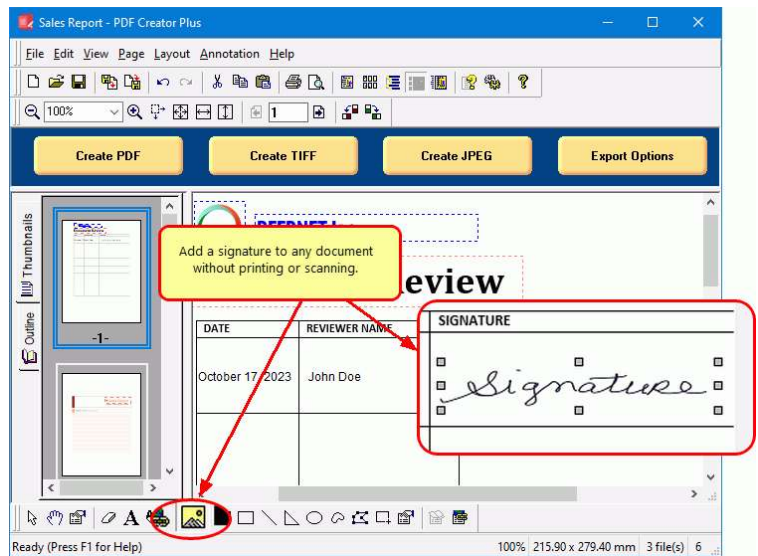 Sales Report - PDF Creator Plus
File Edit View Page Layout Annotation Help
100%
1
Create PDF
Create TIFF
Create JPEG
Export Options
Thumbnails
Outline
-1-
Add a signature to any document
without printing or scanning.
eview
DATE
REVIEWER NAME
SIGNATURE
October 17, 2023
John Doe
Signature
A
Ready (Press F1 for Help)
100%
215.90 x 279.40 mm
3 file(s)
6